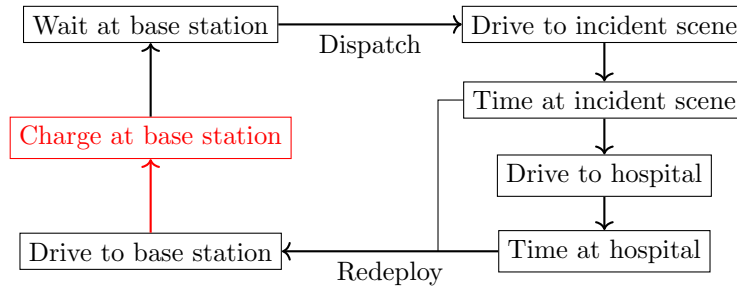 Wait at base station
Dispatch
Drive to incident scene
Time at incident scene
Charge at base station
Drive to hospital
Drive to base station
Redeploy
Time at hospital